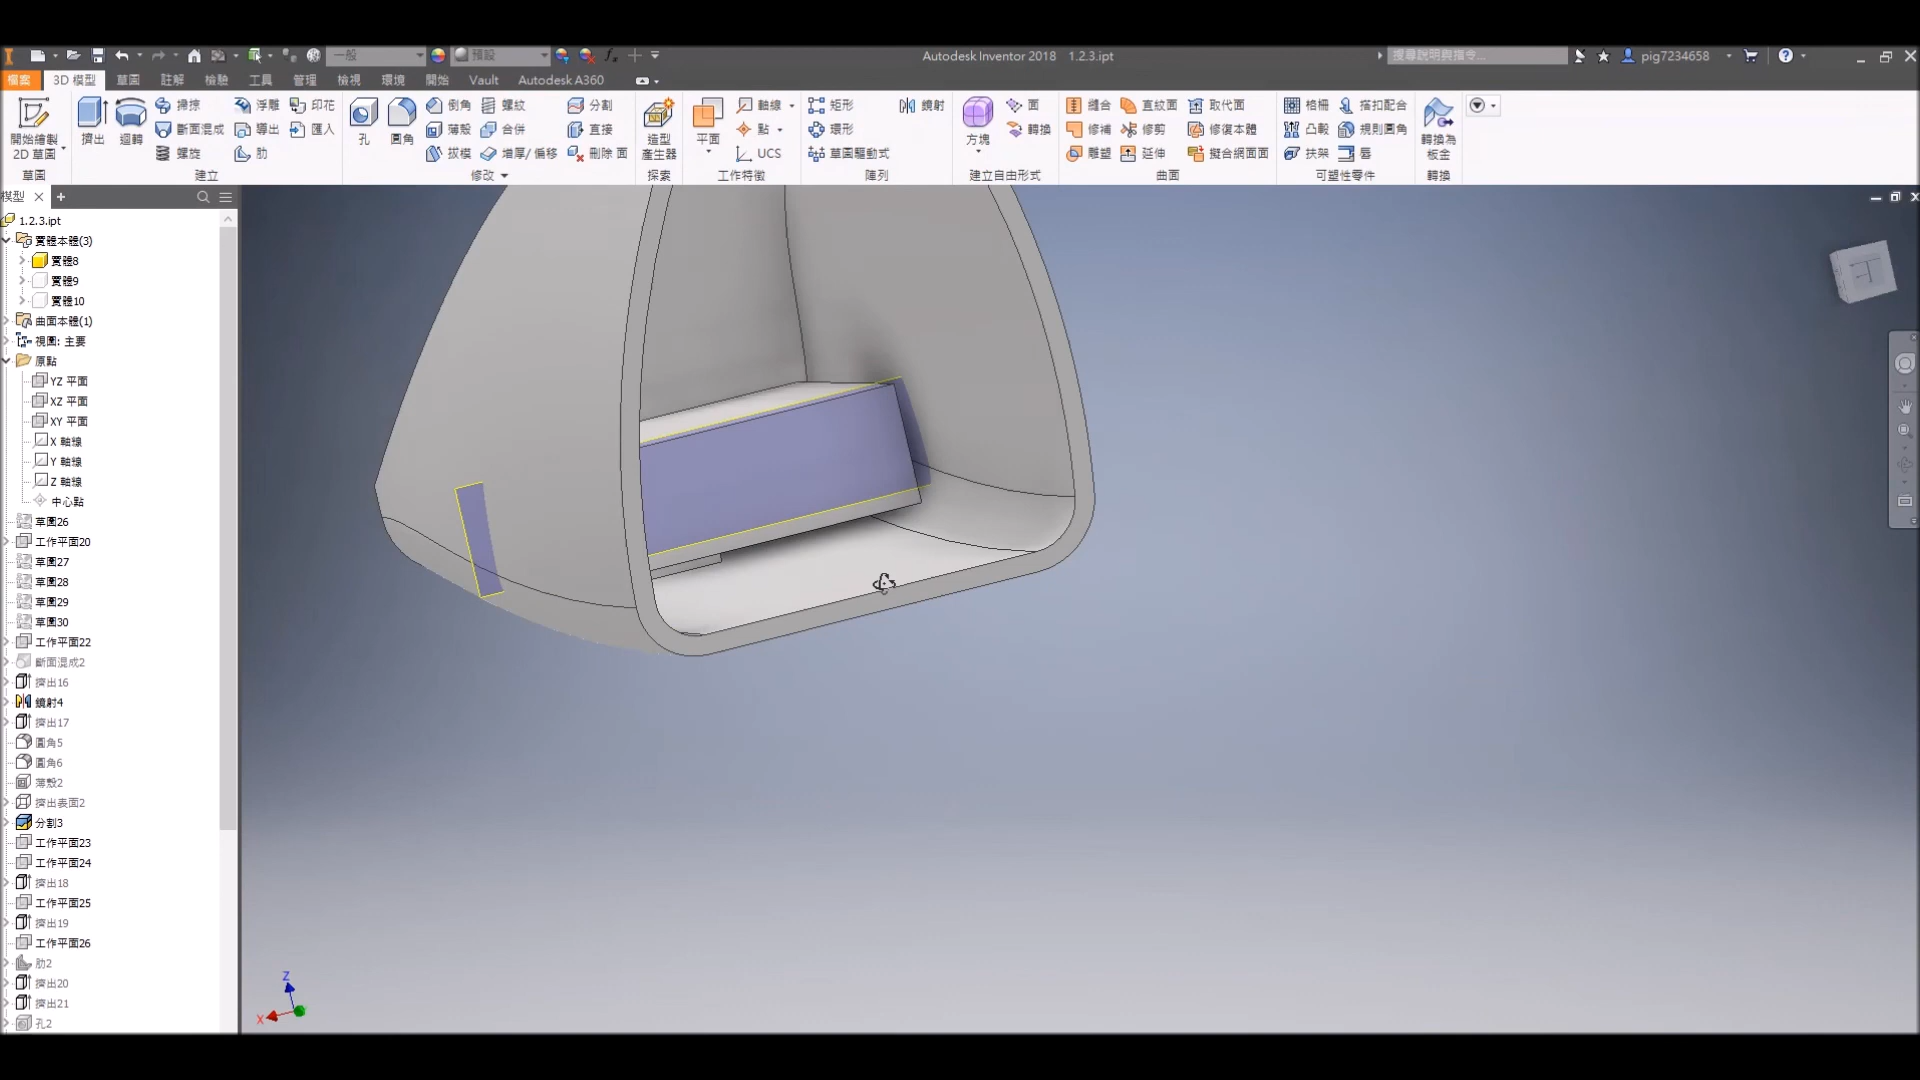 一般
預設
Autodesk Inventor 2018 1.2.3.ipt
搜尋說明與指令...
pig7234658
檔案 3D 模型 草圖 註解 檢驗 工具 管理 檢視 環境 開始 Vault Autodesk A360
開始繪製
2D 草圖
草圖
擠出 迴轉
掃掠 浮雕 印花
斷面混成 導出 匯入
螺旋 肋
建立
孔 圓角
倒角 螺紋 分割
薄殼 合併 直接
拔模 增厚/ 偏移 刪除 面
修改
造型
產生器
探索
平面
軸線
點
UCS
工作特徵
矩形 鏡射
環形
草圖驅動式
陣列
方塊
面
轉換
建立自由形式
縫合 直紋面 取代面
修補 修剪 修復本體
雕塑 延伸 擬合網面面
曲面
格柵 搭扣配合
凸轂 規則圓角
扶架 唇
可塑性零件
轉換為
板金
轉換
模型
1.2.3.ipt
實體本體(3)
實體8
實體9
實體10
曲面本體(1)
視圖: 主要
原點
YZ 平面
XZ 平面
XY 平面
X 軸線
Y 軸線
Z 軸線
中心點
草圖26
工作平面20
草圖27
草圖28
草圖29
草圖30
工作平面22
斷面混成2
擠出16
鏡射4
擠出17
圓角5
圓角6
薄殼2
擠出表面2
分割3
工作平面23
工作平面24
擠出18
工作平面25
擠出19
工作平面26
肋2
擠出20
擠出21
孔2
Z
X